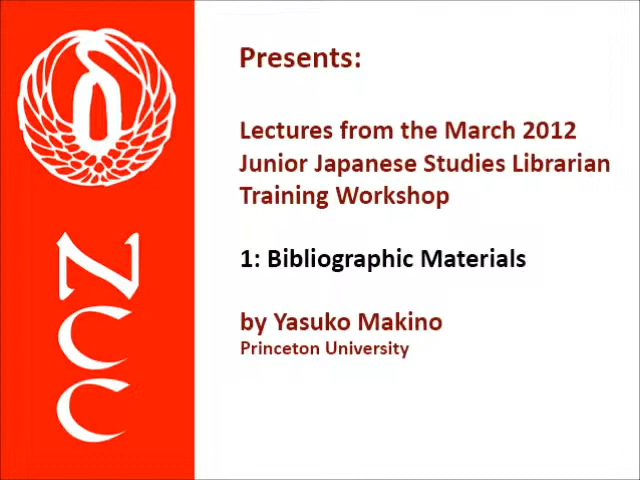 NCC
Presents:
Lectures from the March 2012
Junior Japanese Studies Librarian
Training Workshop
1: Bibliographic Materials
by Yasuko Makino
Princeton University